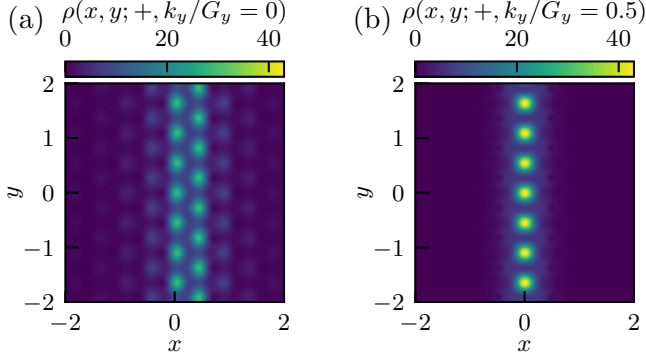 (a) ρ(x, y; +, k_y/G_y = 0)
0 20 40
2
1
0
−1
−2
y
−2 0 2
x
(b) ρ(x, y; +, k_y/G_y = 0.5)
0 20 40
2
1
0
−1
−2
y
−2 0 2
x